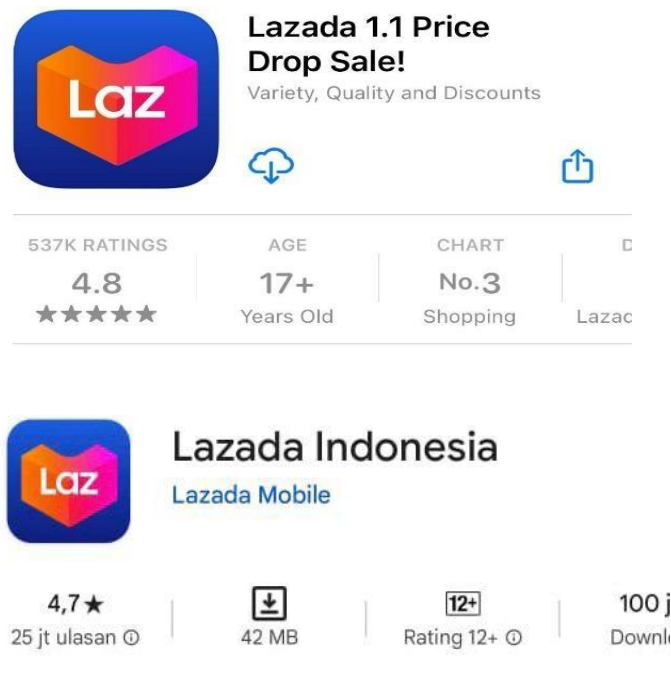 Laz
Lazada 1.1 Price
Drop Sale!
Variety, Quality and Discounts
537K RATINGS
4.8
★★★★★
AGE
17+
Years Old
CHART
No.3
Shopping
Laz
Lazada Indonesia
Lazada Mobile
4,7★
25 jt ulasan
42 MB
12+
Rating 12+
100